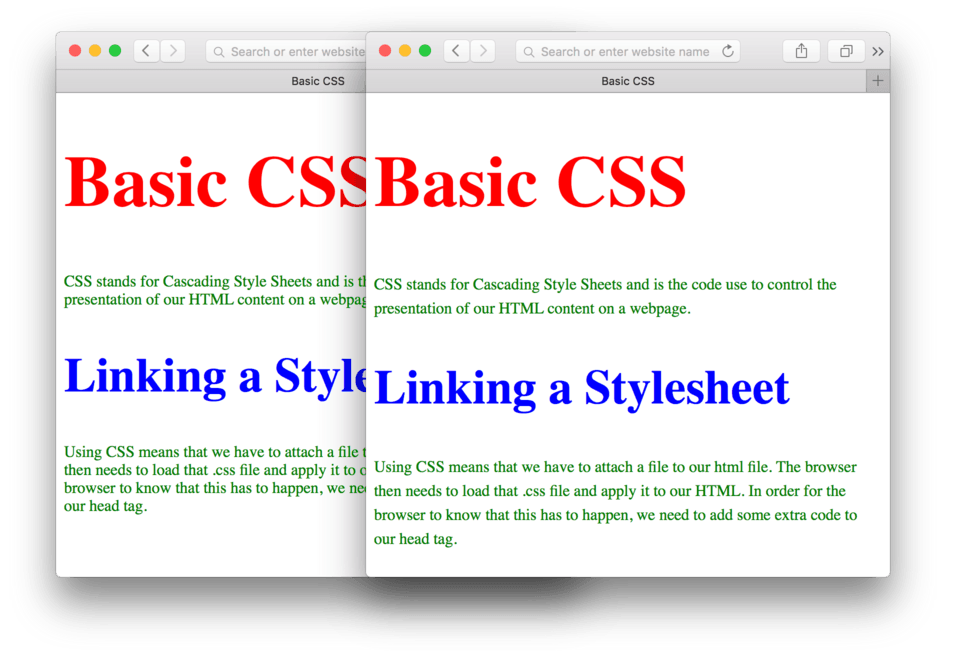 Search or enter website
Basic CSS
Basic CSS
CSS stands for Cascading Style Sheets and is
presentation of our HTML content on a
Linking a
Using CSS means that we have to attach a file
then needs to load that .css file and apply it to
browser to know that this has to happen, we
our head tag.
Search or enter website name
Basic CSS
Basic CSS
CSS stands for Cascading Style Sheets and is the code use to control the
presentation of our HTML content on a webpage.
Linking a Stylesheet
Using CSS means that we have to attach a file to our html file. The browser
then needs to load that .css file and apply it to our HTML. In order for the
browser to know that this has to happen, we need to add some extra code to
our head tag.